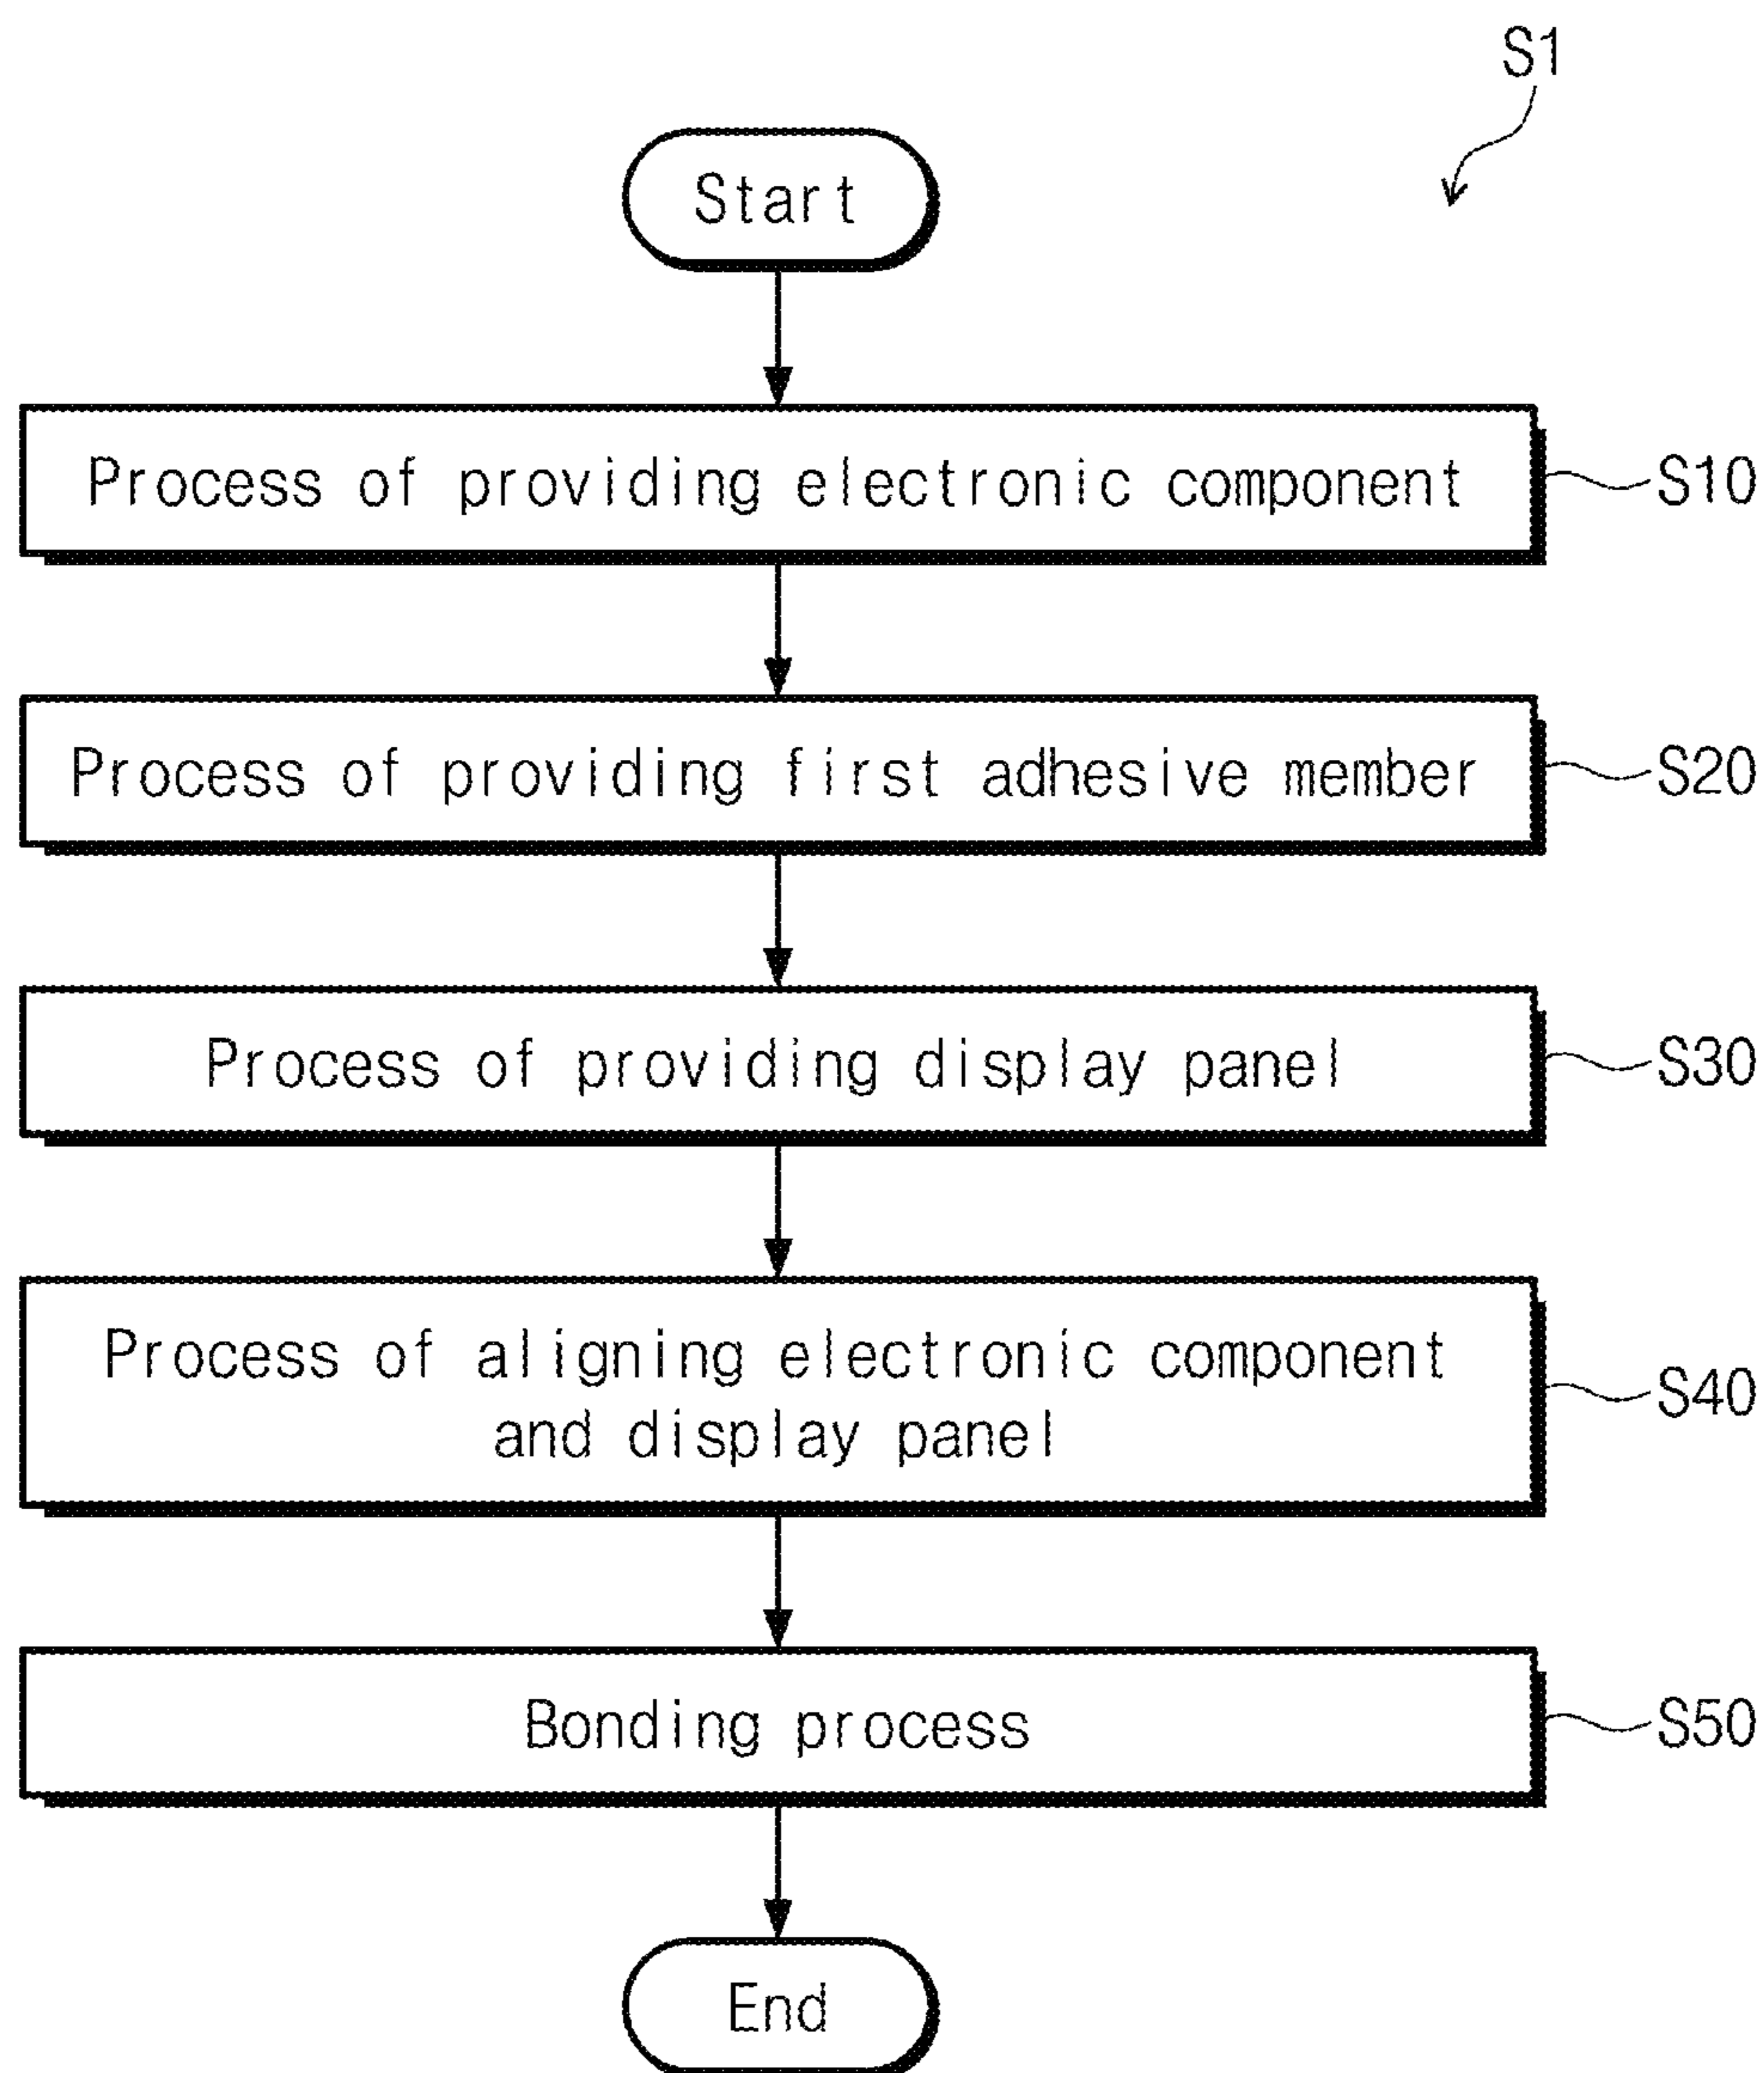 S1
Start
Process of providing electronic component
S10
Process of providing first adhesive member
S20
Process of providing display panel
S30
Process of aligning electronic component
and display panel
S40
Bonding process
S50
End